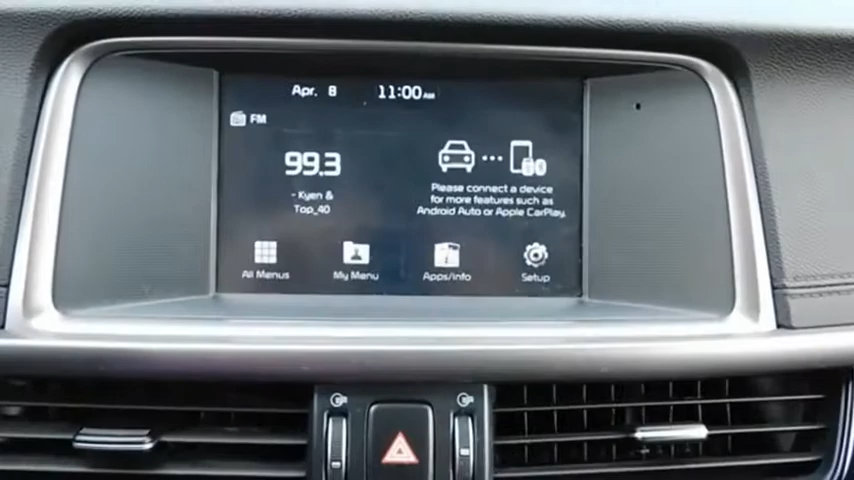 Apr. 8 11:00 AM
FM
99.3
- Kyen &
Top_40
Please connect a device
for more features such as
Android Auto or Apple CarPlay.
All Menus
My Menu
Apps/Info
Setup